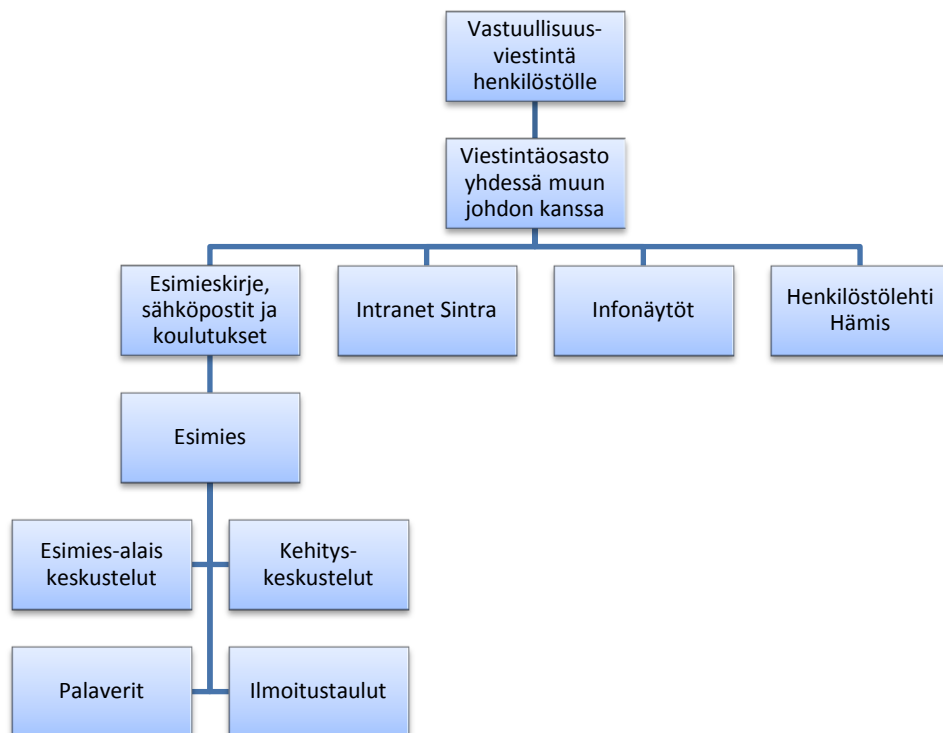 Vastuullisuus-
viestintä
henkilöstölle
Viestintäosasto
yhdessä muun
johdon kanssa
Esimieskirje,
sähköpostit ja
koulutukset
Intranet Sintra
Infonäytöt
Henkilöstölehti
Hämis
Esimies
Esimies-alais
keskustelut
Kehitys-
keskustelut
Palaverit
Ilmoitustaulut